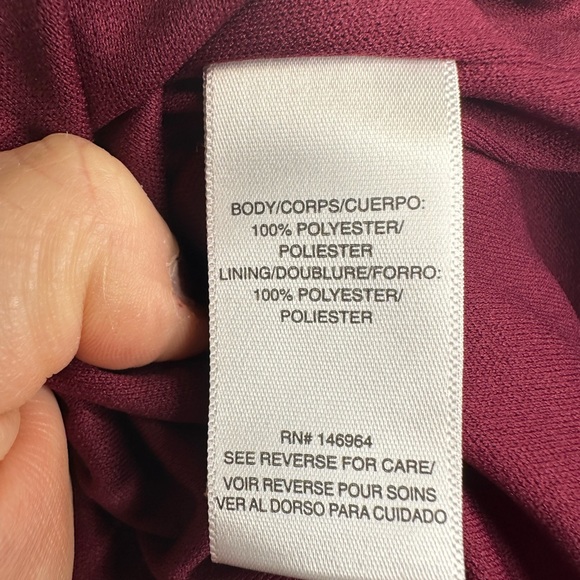 BODY/CORPS/CUERPO:
100% POLYESTER/
POLIESTER
LINING/DOUBLURE/FORRO:
100% POLYESTER/
POLIESTER
RN# 146964
SEE REVERSE FOR CARE/
VOIR REVERSE POUR SOINS
VER AL DORSO PARA CUIDADO